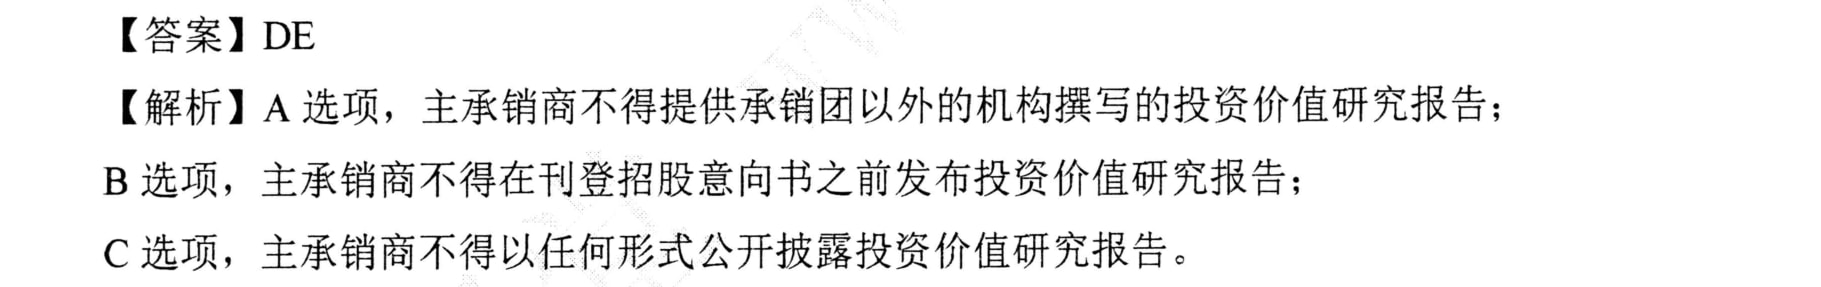 【答案】DE
【解析】A 选项，主承销商不得提供承销团以外的机构撰写的投资价值研究报告；
B 选项，主承销商不得在刊登招股意向书之前发布投资价值研究报告；
C 选项，主承销商不得以任何形式公开披露投资价值研究报告。